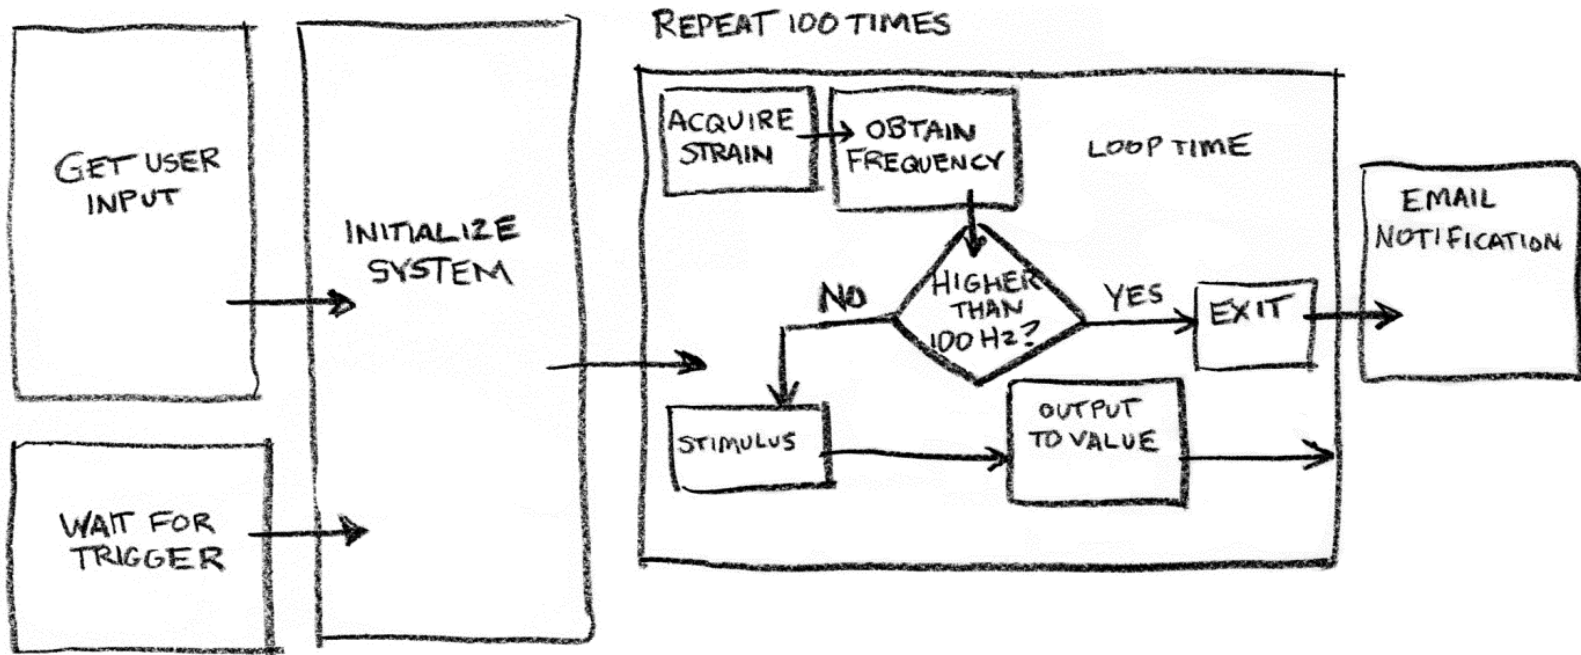 REPEAT 100 TIMES
GET USER
INPUT
WAIT FOR
TRIGGER
INITIALIZE
SYSTEM
ACQUIRE
STRAIN
OBTAIN
FREQUENCY
LOOP TIME
HIGHER
THAN
100 HZ?
NO
YES
EXIT
STIMULUS
OUTPUT
TO VALUE
EMAIL
NOTIFICATION